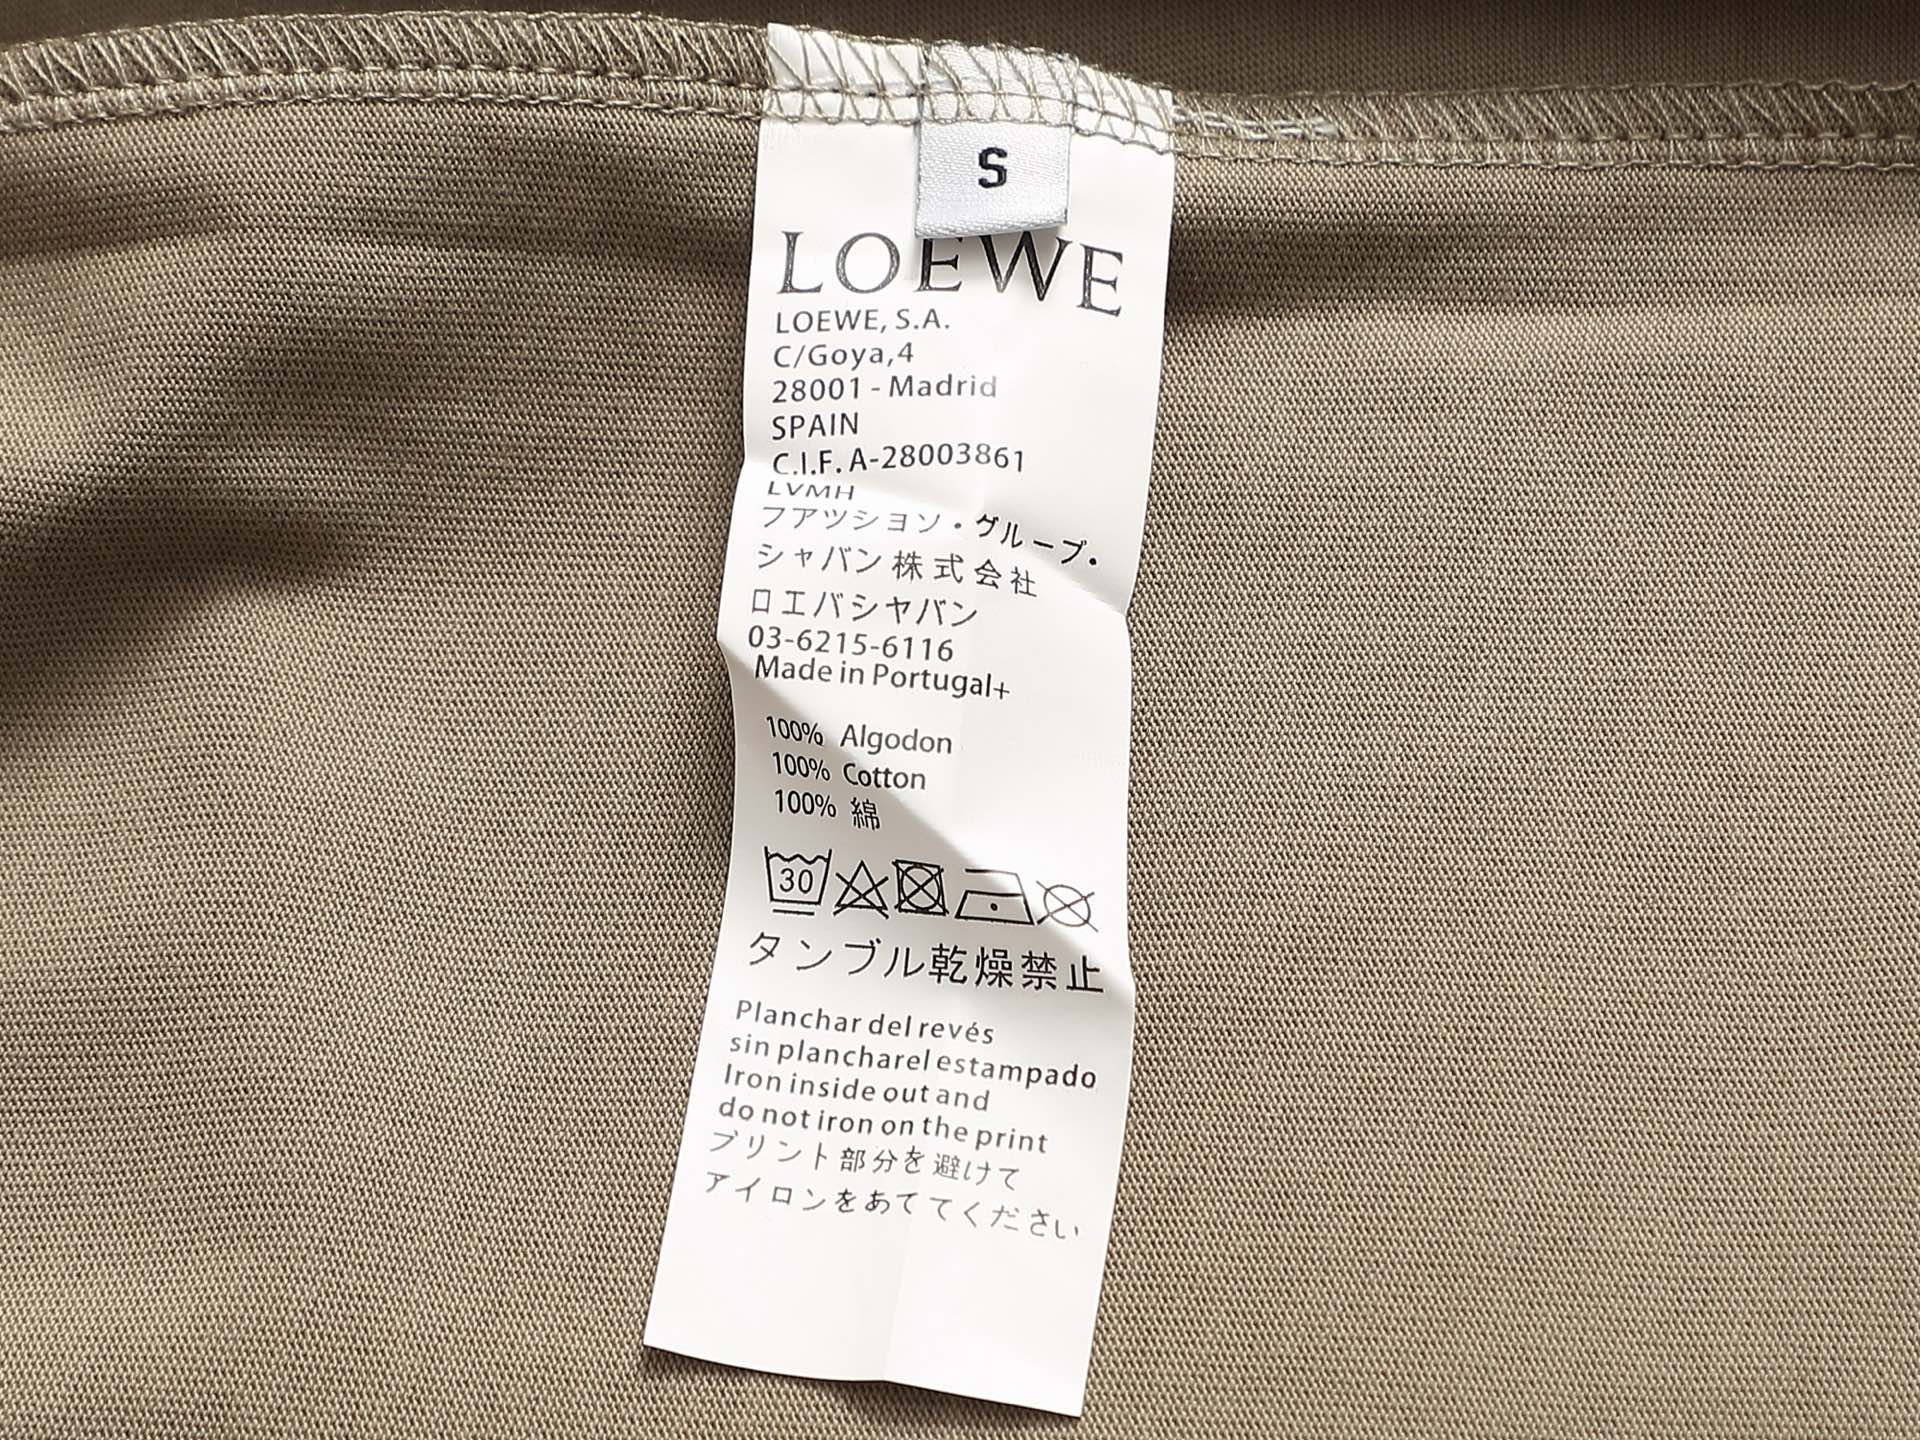 S
LOEWE
LOEWE, S.A.
C/Goya,4
28001 - Madrid
SPAIN
C.I.F. A-28003861
LVMH
フアツシヨン・グループ・
シャバン株式会社
ロエバシヤバン
03-6215-6116
Made in Portugal+
100% Algodon
100% Cotton
100% 綿
30
タンブル乾燥禁止
Planchar del revés
sin plancharel estampado
Iron inside out and
do not iron on the print
プリント部分を避けて
アイロンをあててください